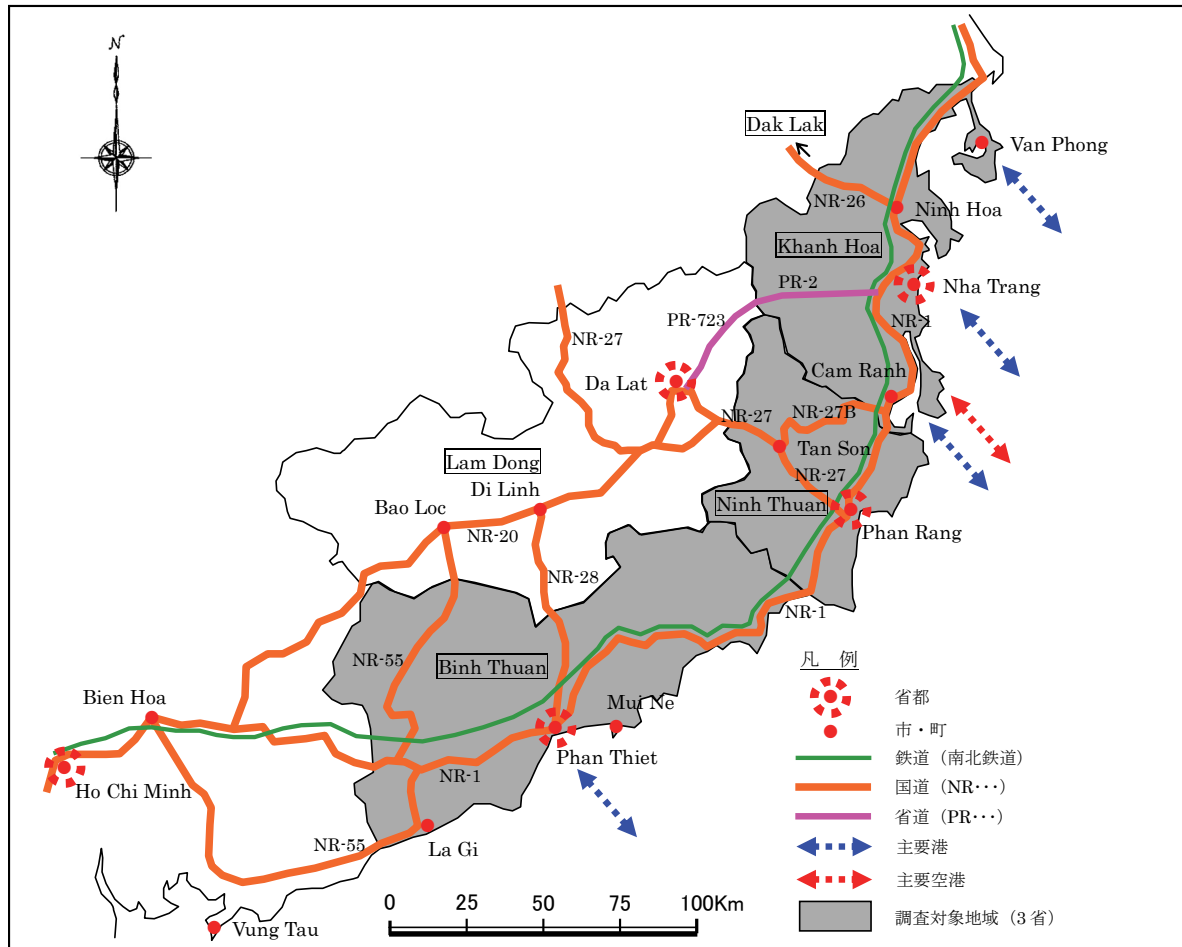 N
Dak Lak
Van Phong
NR-26
Ninh Hoa
Khanh Hoa
PR-2
Nha Trang
NR-27
PR-723
NR-1
Da Lat
Cam Ranh
NR-27
NR-27B
Tan Son
Lam Dong
NR-27
Di Linh
Ninh Thuan
Bao Loc
Phan Rang
NR-20
NR-28
NR-1
NR-55
Binh Thuan
Mui Ne
Bien Hoa
Phan Thiet
NR-1
Ho Chi Minh
NR-55
La Gi
Vung Tau
凡 例
省都
市・町
鉄道（南北鉄道）
国道（NR･･･）
省道（PR･･･）
主要港
主要空港
調査対象地域（3省）
0 25 50 75 100Km